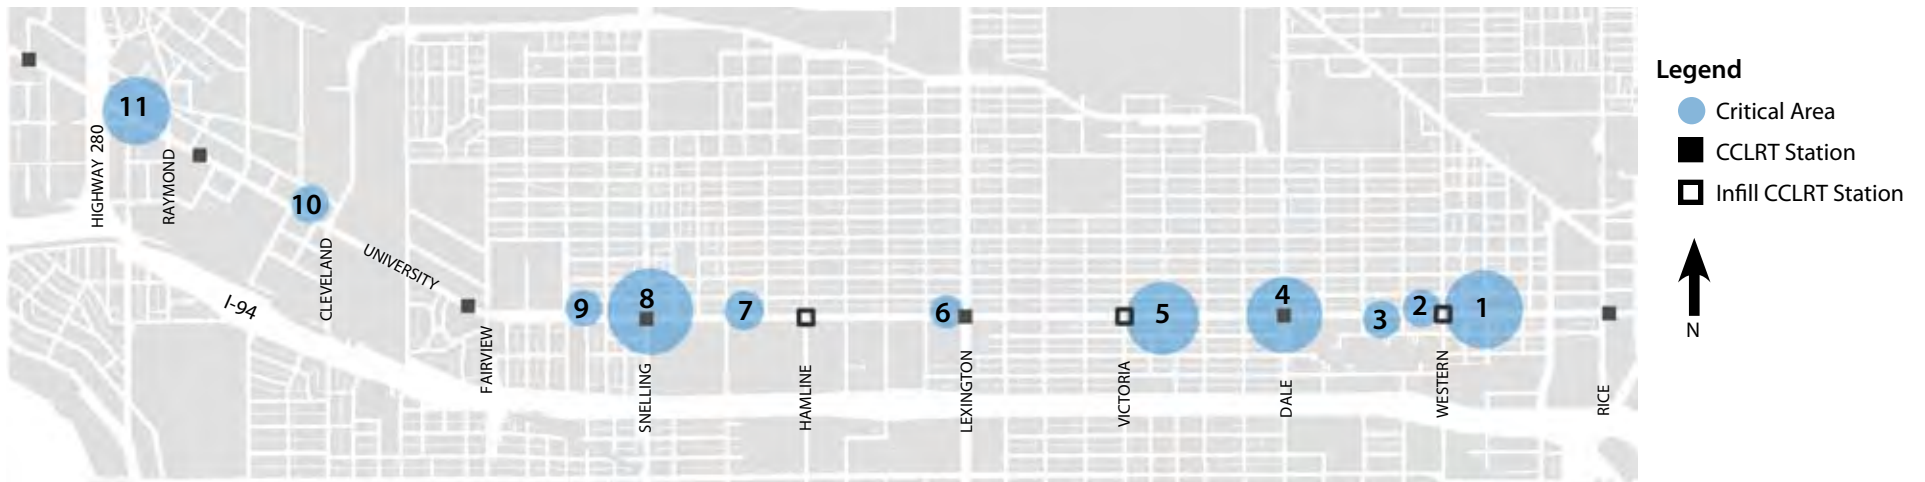 11
HIGHWAY 280
RAYMOND
10
CLEVELAND
UNIVERSITY
I-94
FAIRVIEW
9
8
SNELLING
7
HAMLINE
6
LEXINGTON
VICTORIA
5
4
DALE
3
2
WESTERN
1
RICE
Legend
Critical Area
CCLRT Station
Infill CCLRT Station
N